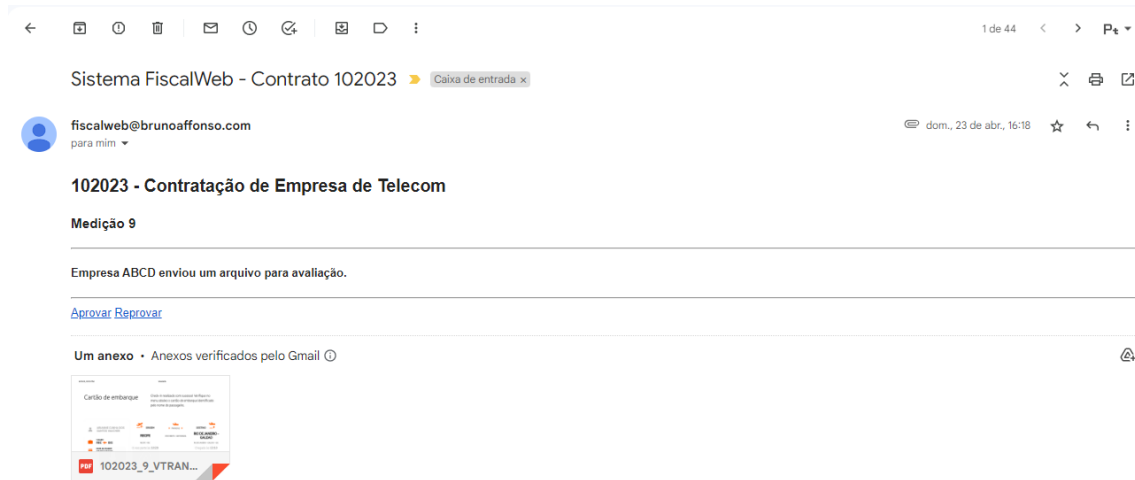 1 de 44
Pt
Sistema FiscalWeb - Contrato 102023
Caixa de entrada x
fiscalweb@brunoaffonso.com
dom., 23 de abr., 16:18
para mim
102023 - Contratação de Empresa de Telecom
Medição 9
Empresa ABCD enviou um arquivo para avaliação.
Aprovar Reprovar
Um anexo • Anexos verificados pelo Gmail
Cartão de embarque
PDF 102023_9_VTRAN...